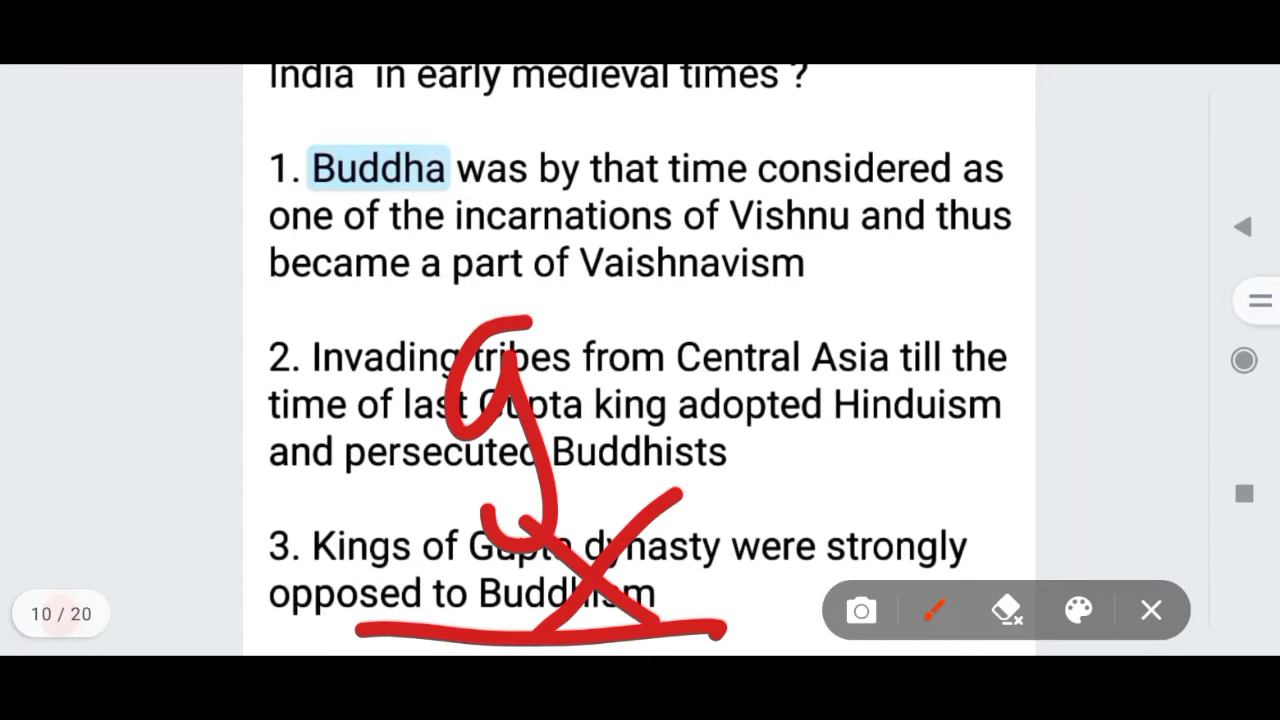 India in early medieval times ?
1. Buddha was by that time considered as
one of the incarnations of Vishnu and thus
became a part of Vaishnavism
2. Invading tribes from Central Asia till the
time of last Gupta king adopted Hinduism
and persecuted Buddhists
3. Kings of Gupta dynasty were strongly
opposed to Buddhism
10 / 20